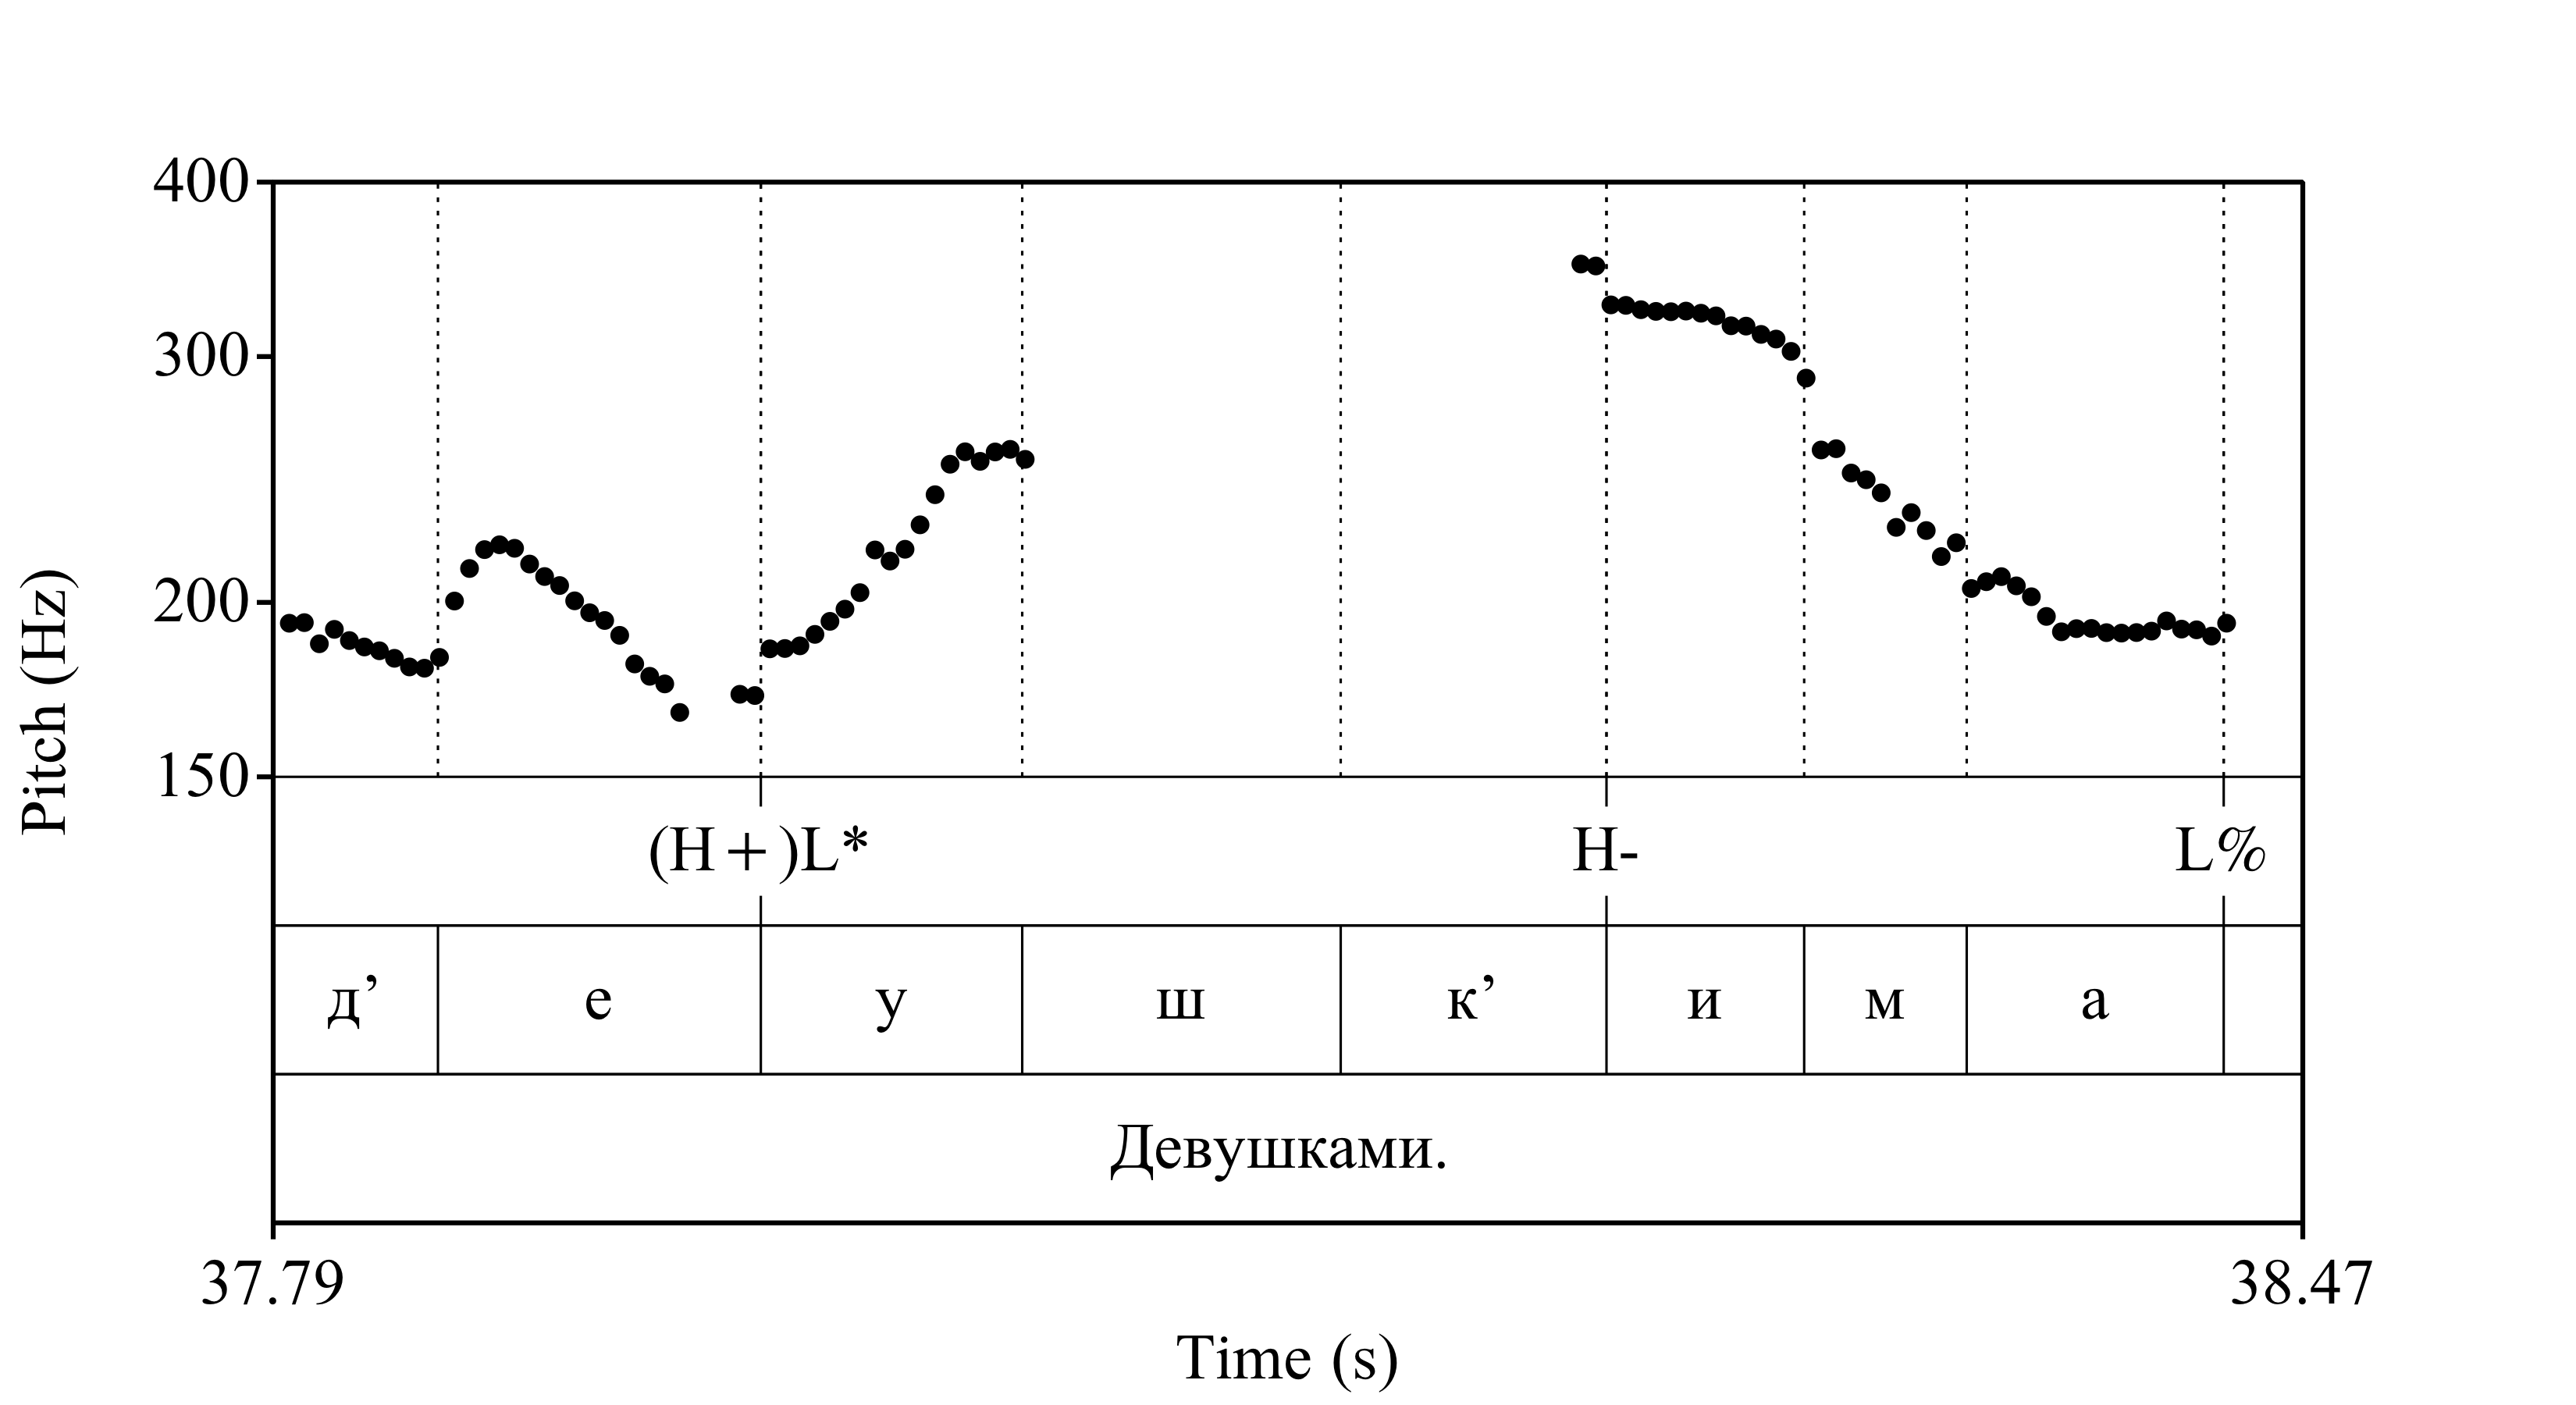 400
300
200
150
Pitch (Hz)
(H+)L* H- L%
д’ е у ш к’ и м а
Девушками.
37.79 38.47
Time (s)